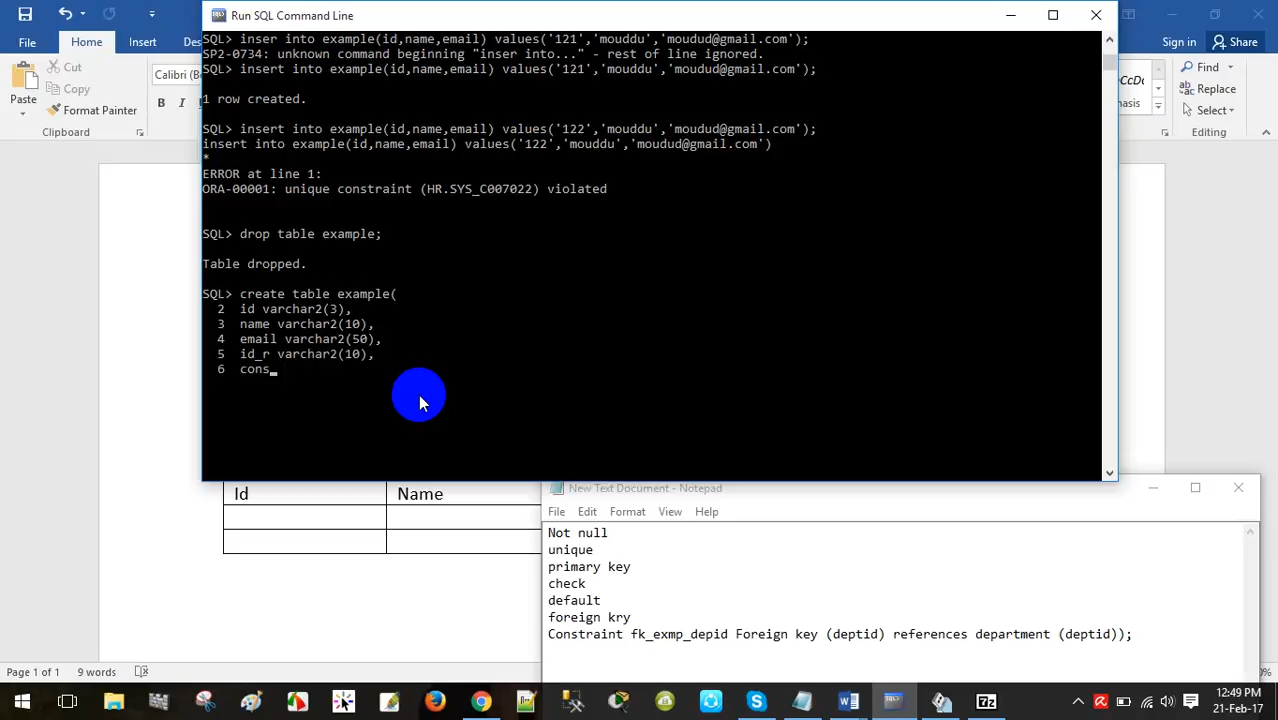 Run SQL Command Line
SQL> inser into example(id,name,email) values('121','mouddu','moudud@gmail.com');
SP2-0734: unknown command beginning "inser into..." - rest of line ignored.
SQL> insert into example(id,name,email) values('121','mouddu','moudud@gmail.com');
1 row created.
SQL> insert into example(id,name,email) values('122','mouddu','moudud@gmail.com');
insert into example(id,name,email) values('122','mouddu','moudud@gmail.com')
*
ERROR at line 1:
ORA-00001: unique constraint (HR.SYS_C007022) violated
SQL> drop table example;
Table dropped.
SQL> create table example(
2 id varchar2(3),
3 name varchar2(10),
4 email varchar2(50),
5 id_r varchar2(10),
6 cons_
File Home Insert Des
Sign in Share
Cut
Copy
Format Painter
Paste
Clipboard
Calibri (B
B I
Find
Replace
Select
Editing
Id Name
New Text Document - Notepad
File Edit Format View Help
Not null
unique
primary key
check
default
foreign kry
Constraint fk_exmp_depid Foreign key (deptid) references department (deptid));
Page 1 of 1 9 words
12:49 PM
21-Feb-17